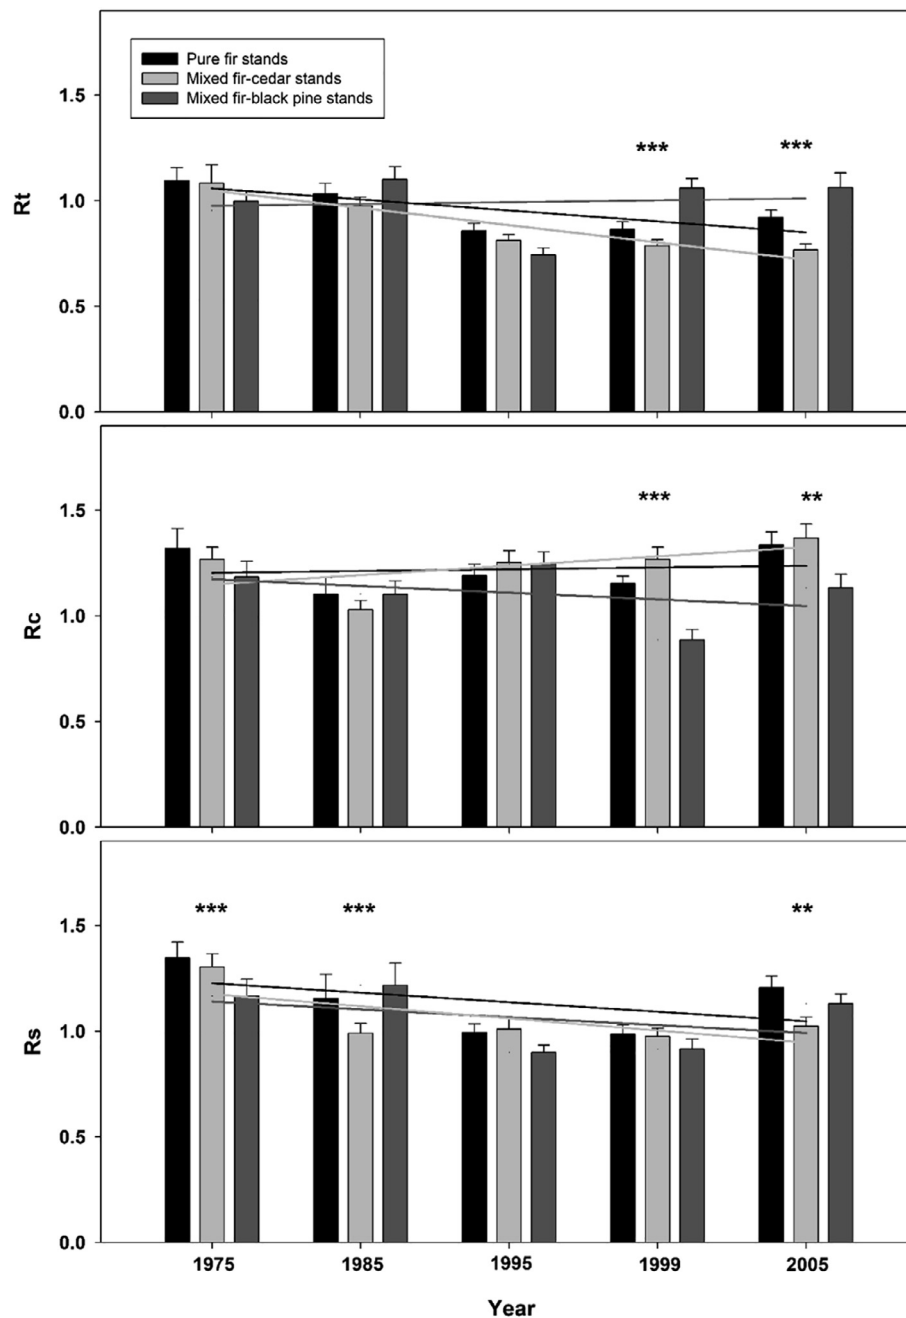 Pure fir stands
Mixed fir-cedar stands
Mixed fir-black pine stands
1.5
***
***
1.0
Rt
0.5
0.0
1.5
***
**
1.0
Rc
0.5
0.0
1.5
***
***
**
1.0
Rs
0.5
0.0
1975 1985 1995 1999 2005
Year